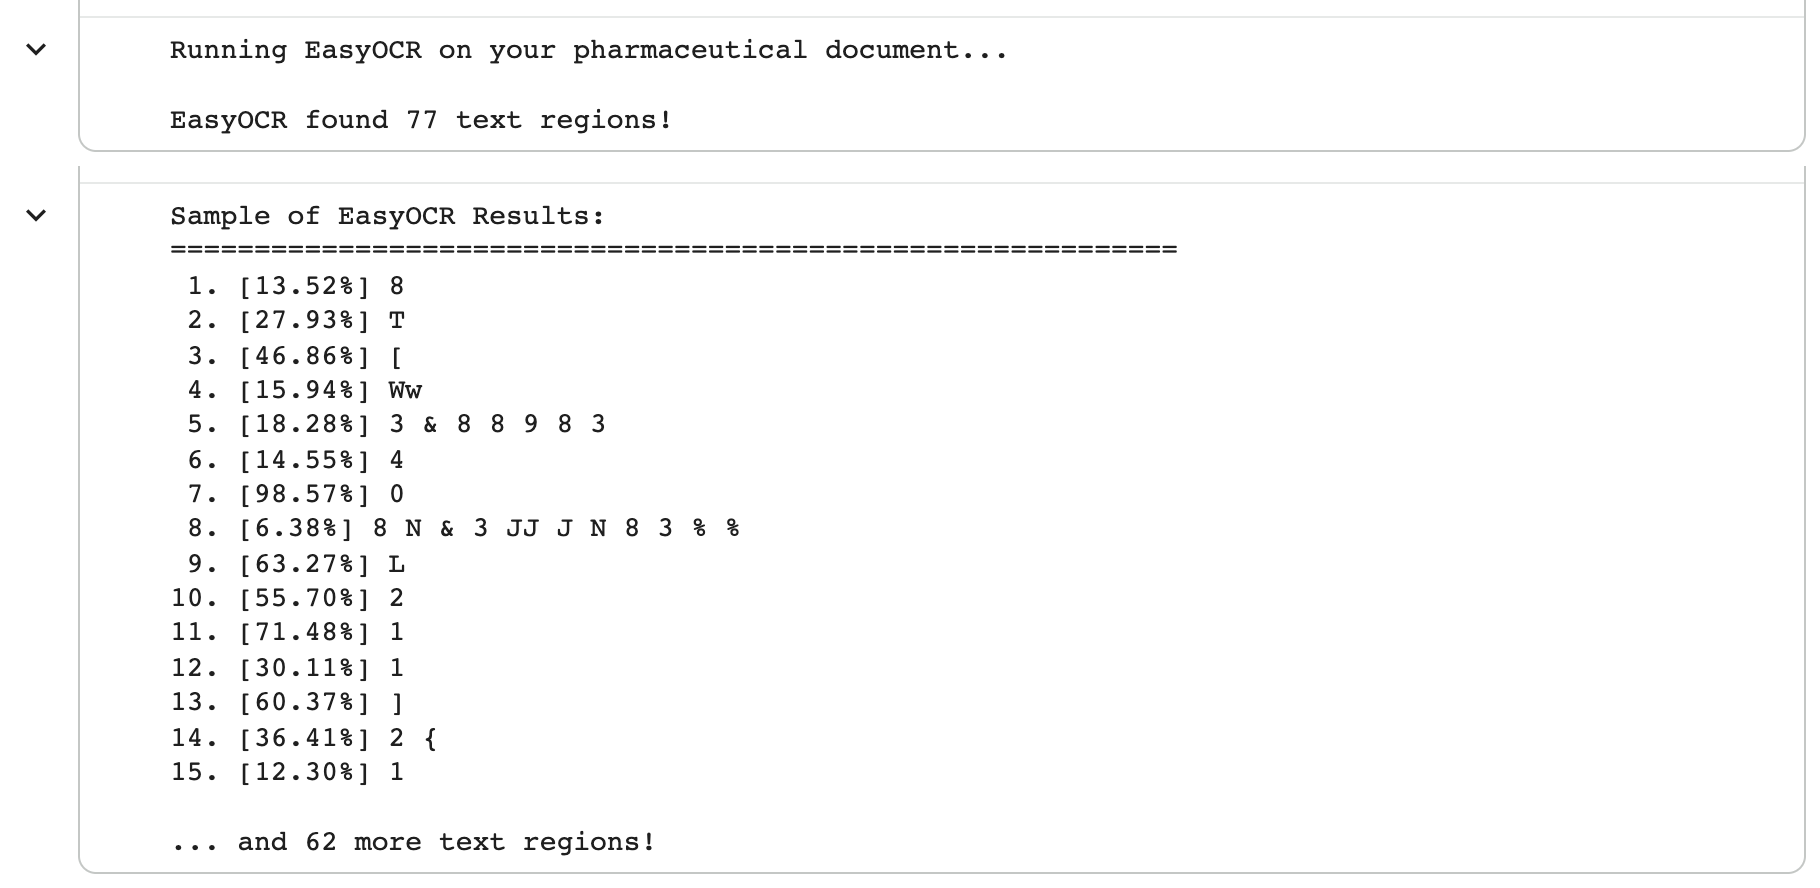 Running EasyOCR on your pharmaceutical document...
EasyOCR found 77 text regions!
Sample of EasyOCR Results:
============================================================
1. [13.52%] 8
2. [27.93%] T
3. [46.86%] [
4. [15.94%] Ww
5. [18.28%] 3 & 8 8 9 8 3
6. [14.55%] 4
7. [98.57%] 0
8. [6.38%] 8 N & 3 JJ J N 8 3 % %
9. [63.27%] L
10. [55.70%] 2
11. [71.48%] 1
12. [30.11%] 1
13. [60.37%] ]
14. [36.41%] 2 {
15. [12.30%] 1
... and 62 more text regions!